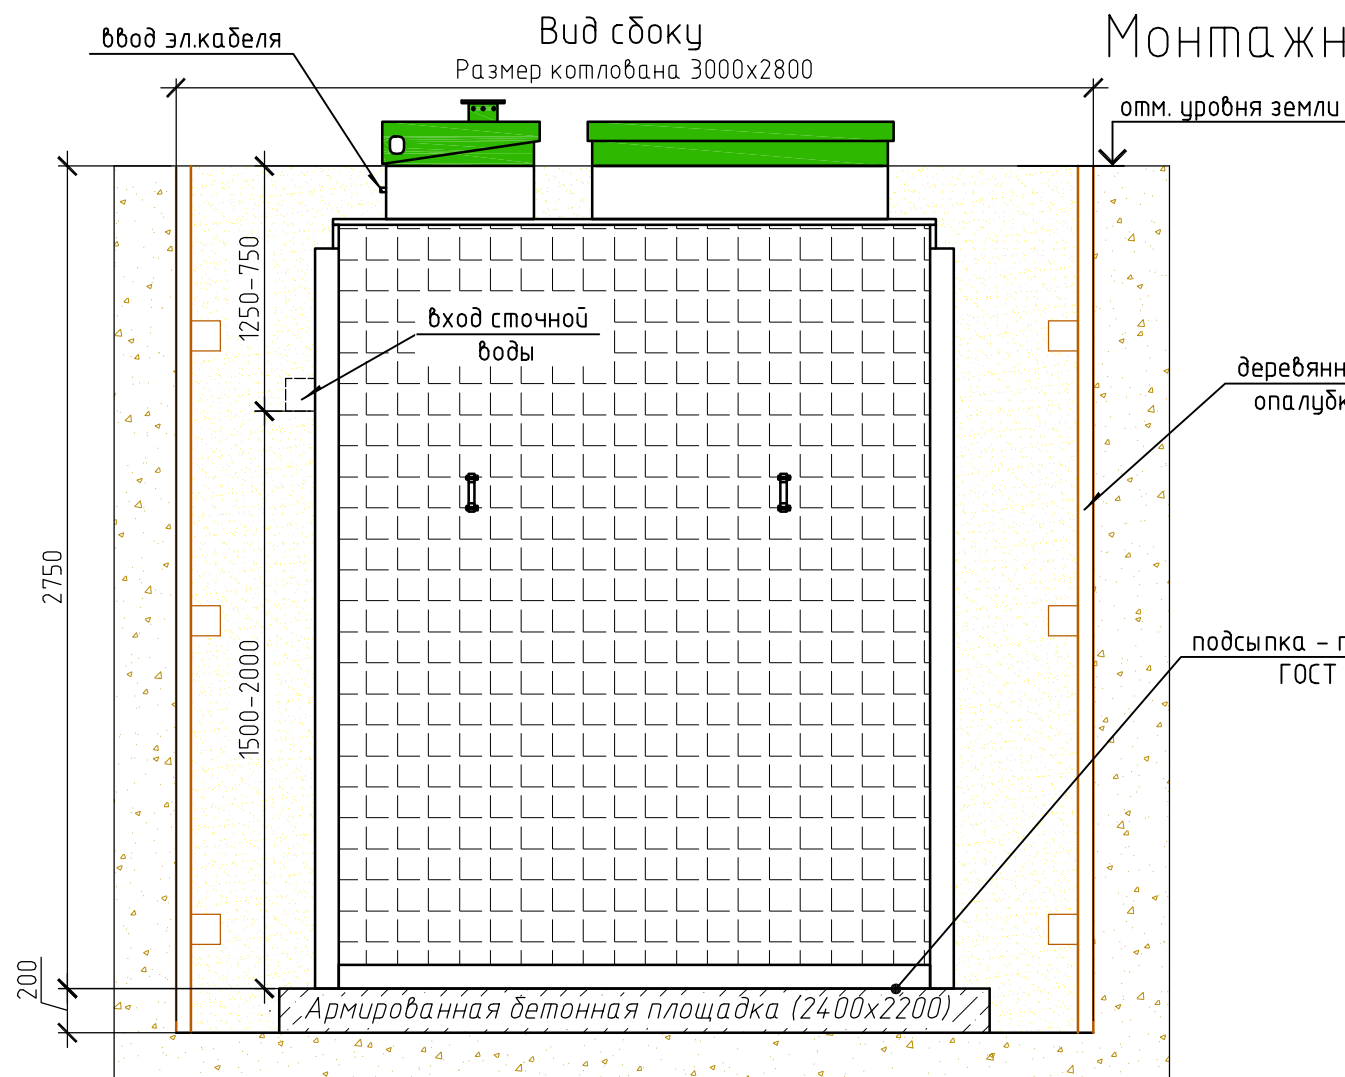 Вид сбоку
Монтажн
ввод эл.кабеля
Размер котлована 3000х2800
отм. уровня земли
1250-750
вход сточной
воды
деревянн
опалубк
2750
1500-2000
подсыпка - п
ГОСТ
200
Армированная бетонная площадка (2400х2200)